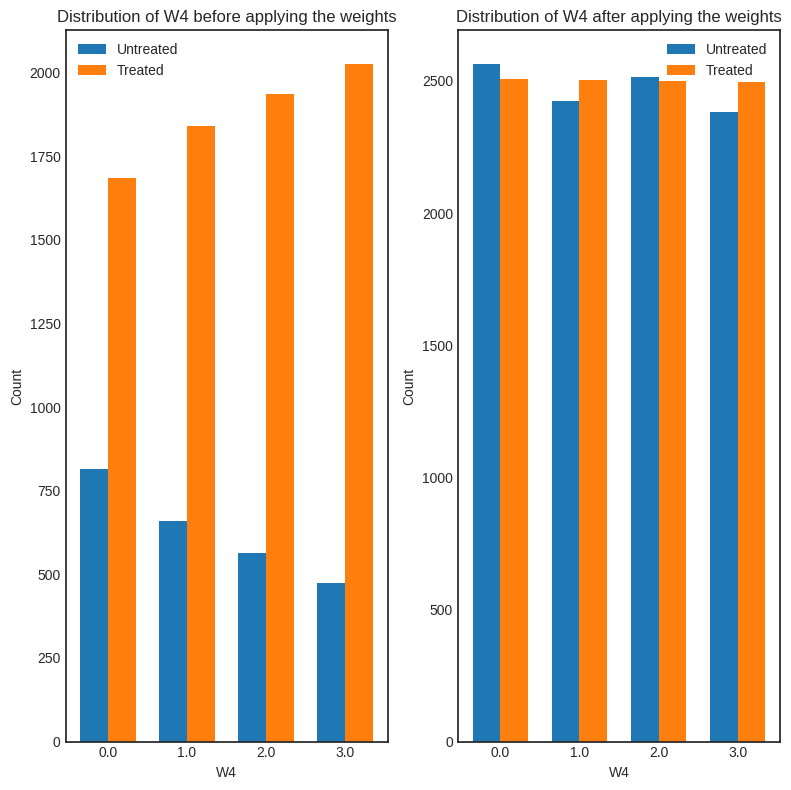 Distribution of W4 before applying the weights
Untreated
Treated
2000
1750
1500
1250
1000
750
500
250
0
Count
0.0 1.0 2.0 3.0
W4
Distribution of W4 after applying the weights
Untreated
Treated
2500
2000
1500
1000
500
0
Count
0.0 1.0 2.0 3.0
W4